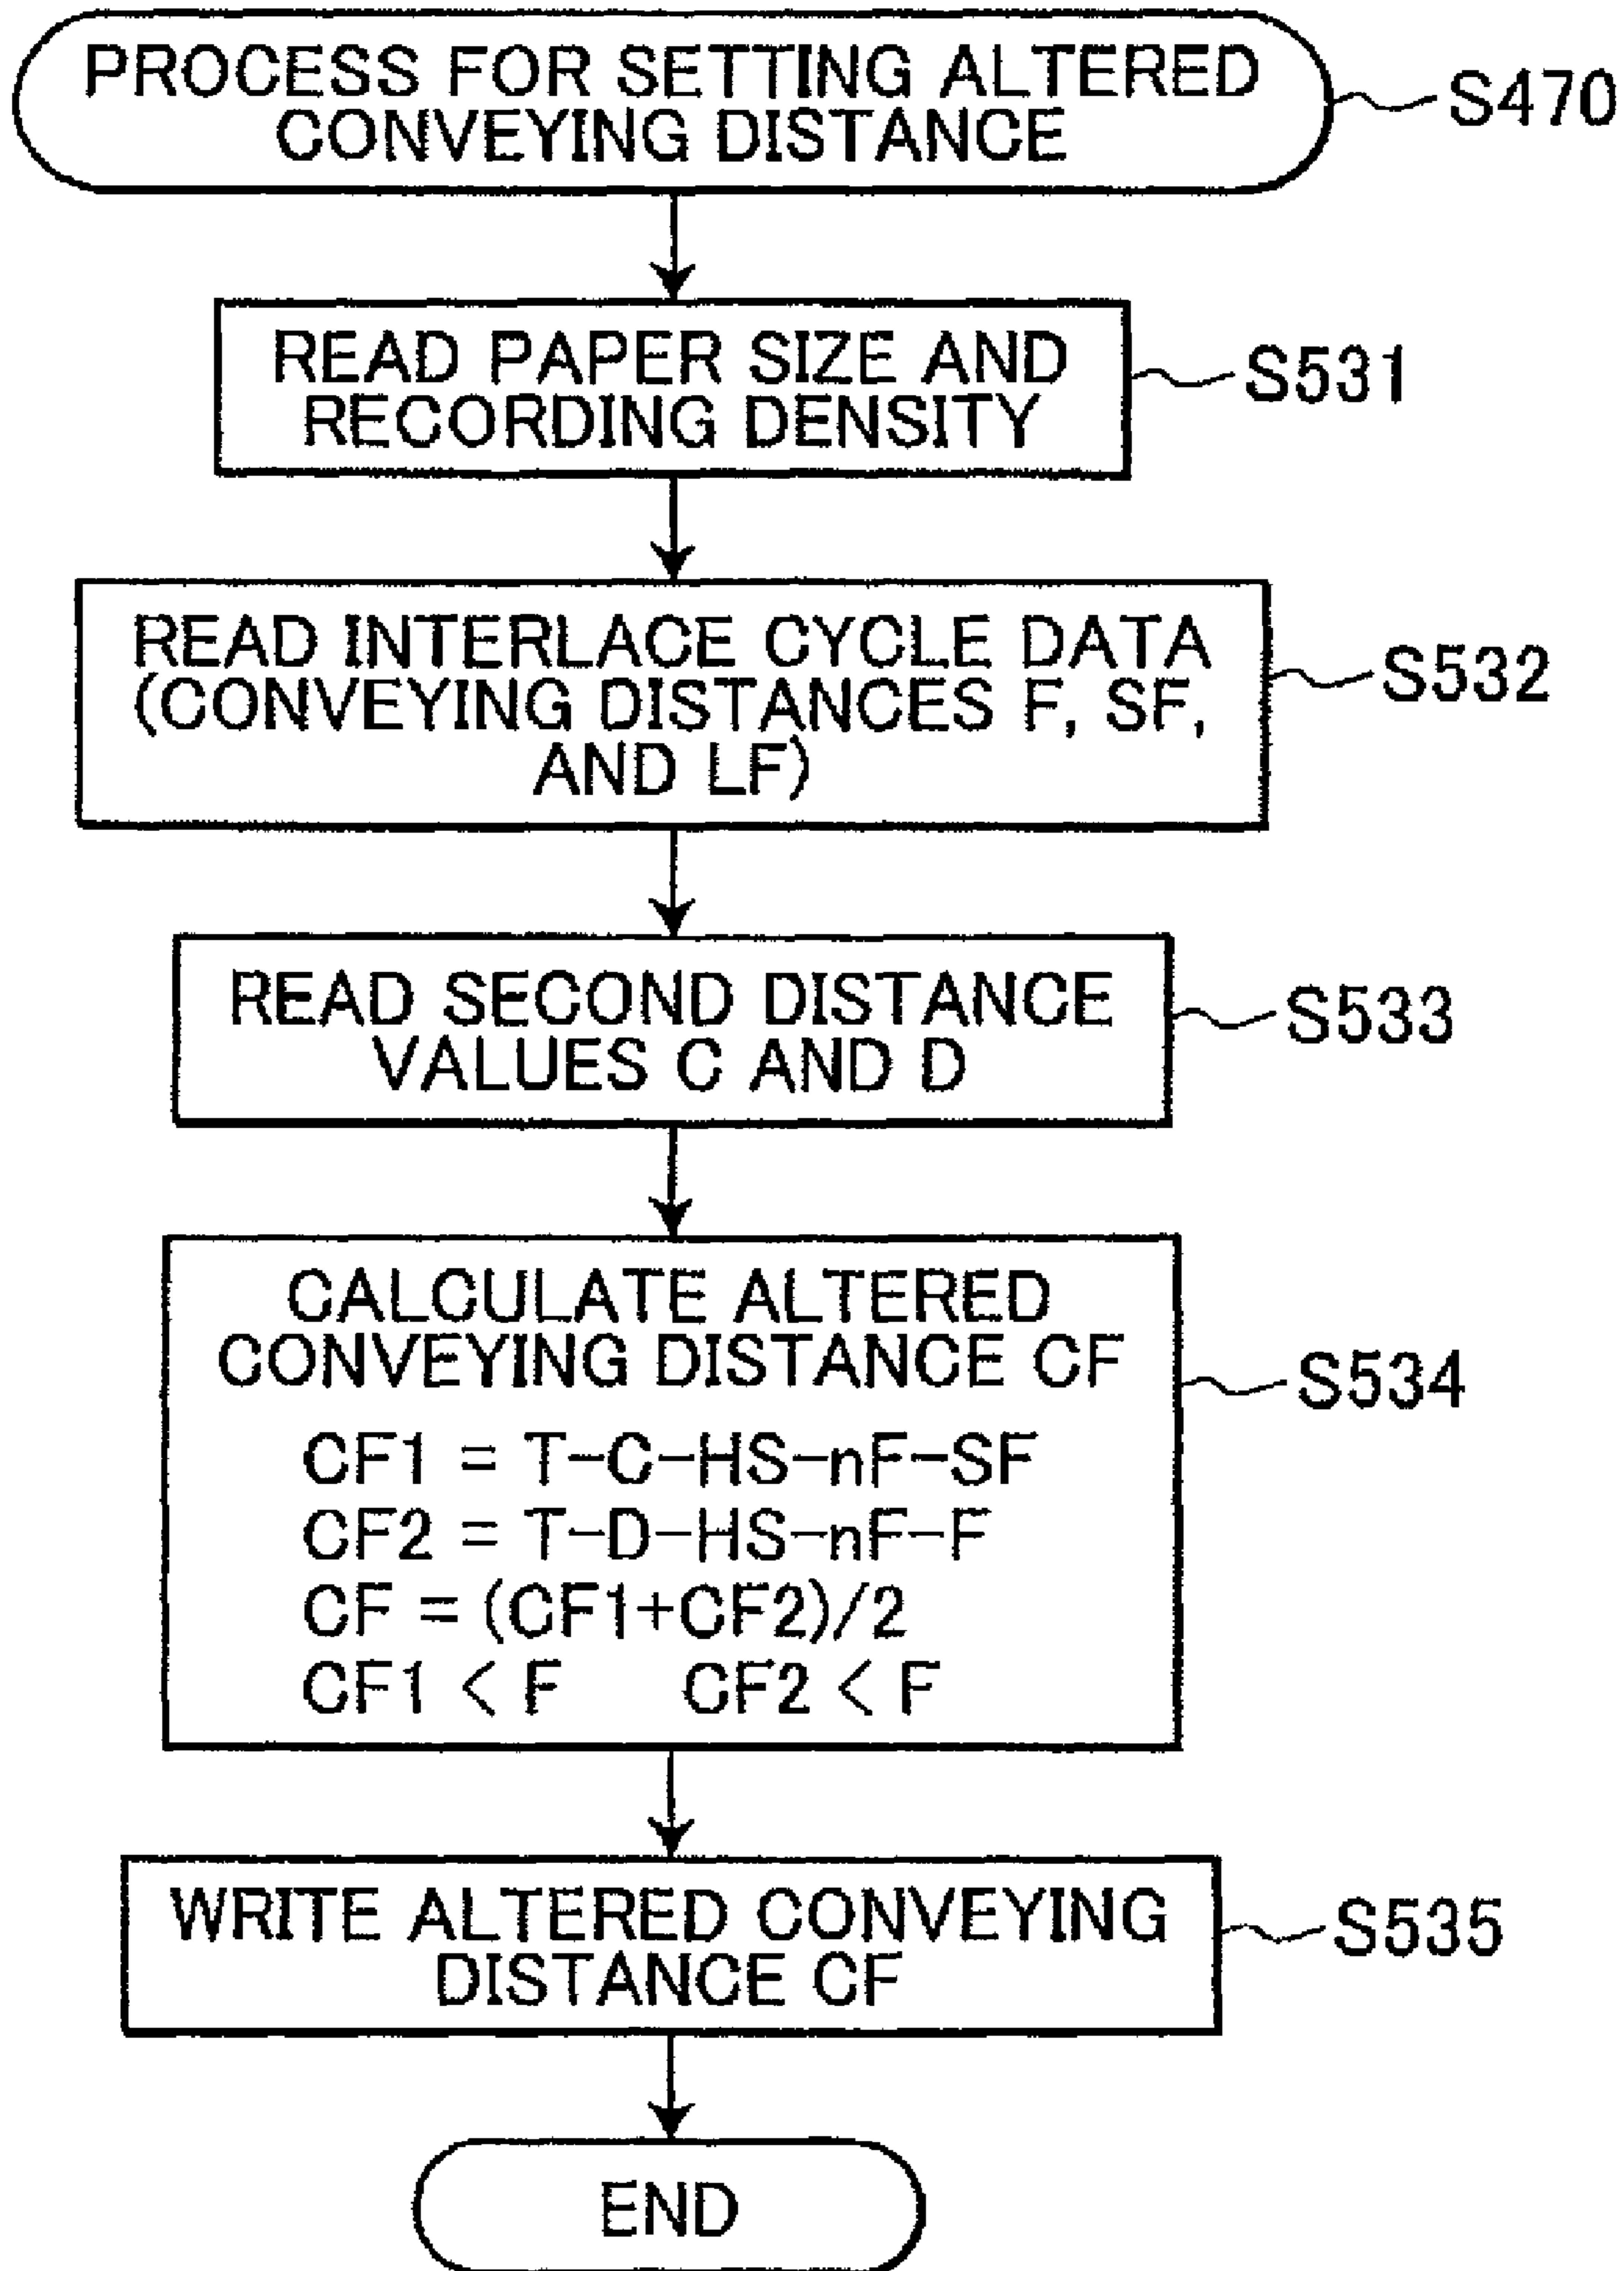 PROCESS FOR SETTING ALTERED
CONVEYING DISTANCE
S470
READ PAPER SIZE AND
RECORDING DENSITY
S531
READ INTERLACE CYCLE DATA
(CONVEYING DISTANCES F, SF,
AND LF)
S532
READ SECOND DISTANCE
VALUES C AND D
S533
CALCULATE ALTERED
CONVEYING DISTANCE CF
CF1 = T-C-HS-nF-SF
CF2 = T-D-HS-nF-F
CF = (CF1+CF2)/2
CF1 < F CF2 < F
S534
WRITE ALTERED CONVEYING
DISTANCE CF
S535
END